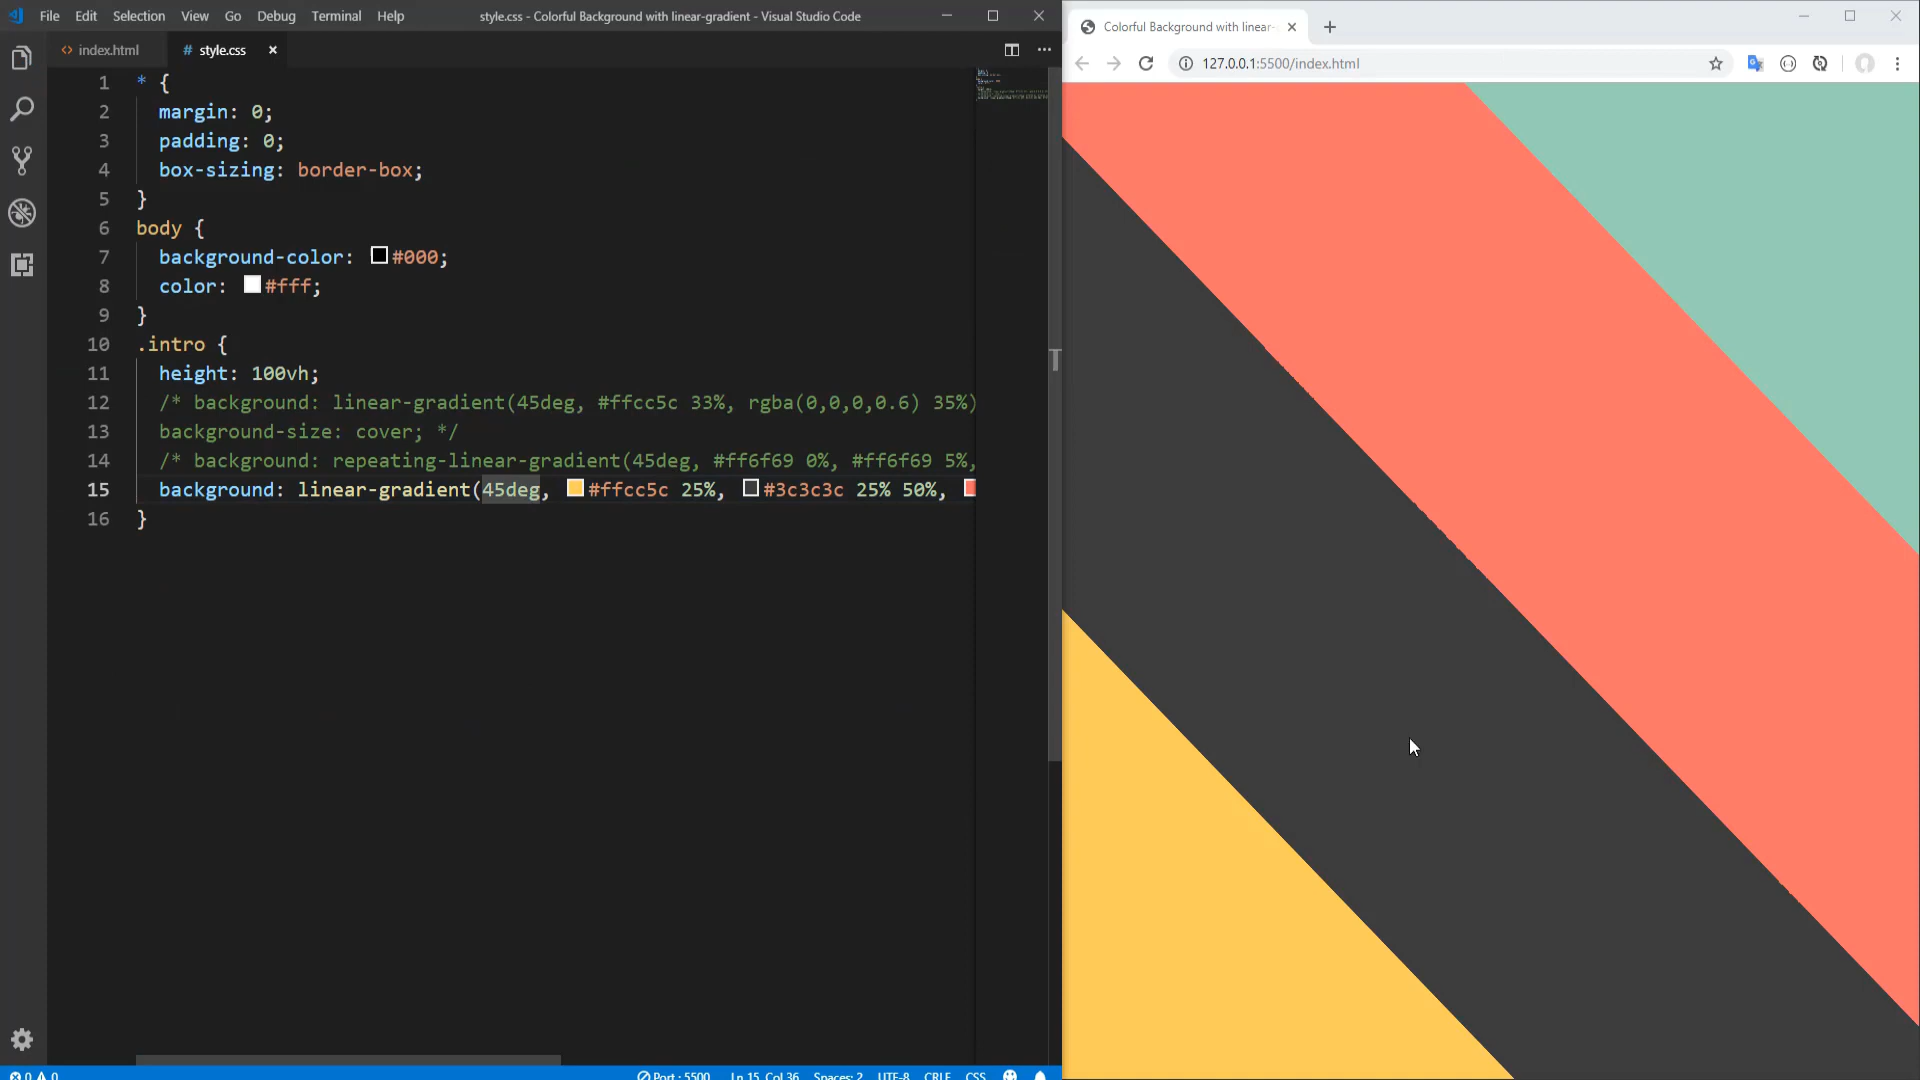 File Edit Selection View Go Debug Terminal Help
style.css - Colorful Background with linear-gradient - Visual Studio Code
index.html
# style.css
1 * {
2 margin: 0;
3 padding: 0;
4 box-sizing: border-box;
5 }
6 body {
7 background-color: #000;
8 color: #fff;
9 }
10 .intro {
11 height: 100vh;
12 /* background: linear-gradient(45deg, #ffcc5c 33%, rgba(0,0,0,0.6) 35%)
13 background-size: cover; */
14 /* background: repeating-linear-gradient(45deg, #ff6f69 0%, #ff6f69 5%,
15 background: linear-gradient(45deg, #ffcc5c 25%, #3c3c3c 25% 50%,
16 }
0 0 Port : 5500 Ln 15, Col 36 Spaces: 2 UTF-8 CRLF CSS
Colorful Background with linear-
127.0.0.1:5500/index.html